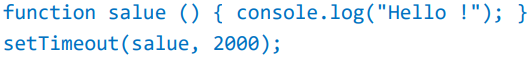 function salue () { console.log("Hello !"); }
setTimeout(salue, 2000);